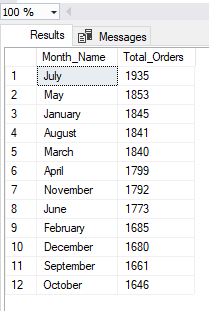 100 %
Results Messages
Month_Name Total_Orders
1 July 1935
2 May 1853
3 January 1845
4 August 1841
5 March 1840
6 April 1799
7 November 1792
8 June 1773
9 February 1685
10 December 1680
11 September 1661
12 October 1646